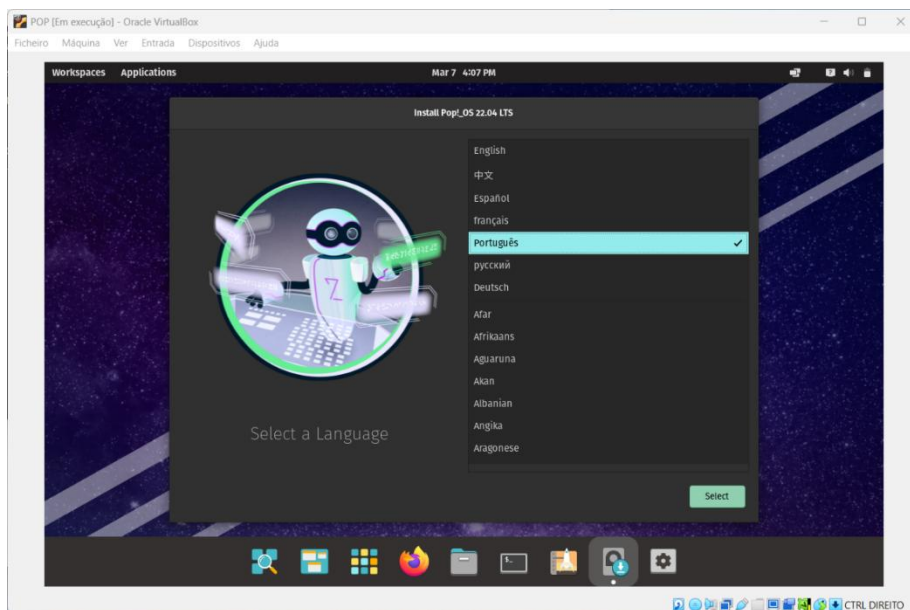 POP [Em execução] - Oracle VirtualBox
Ficheiro Máquina Ver Entrada Dispositivos Ajuda
Workspaces Applications Mar 7 4:07 PM
Install Pop!_OS 22.04 LTS
English
中文
Español
français
Português
русский
Deutsch
Afar
Afrikaans
Aguaruna
Akan
Albanian
Angika
Aragonese
Select a Language
Select
CTRL DIREITO